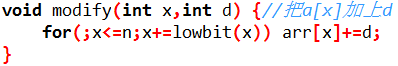 void modify(int x,int d) {//把a[x]加上d
    for(;x<=n;x+=lowbit(x)) arr[x]+=d;
}